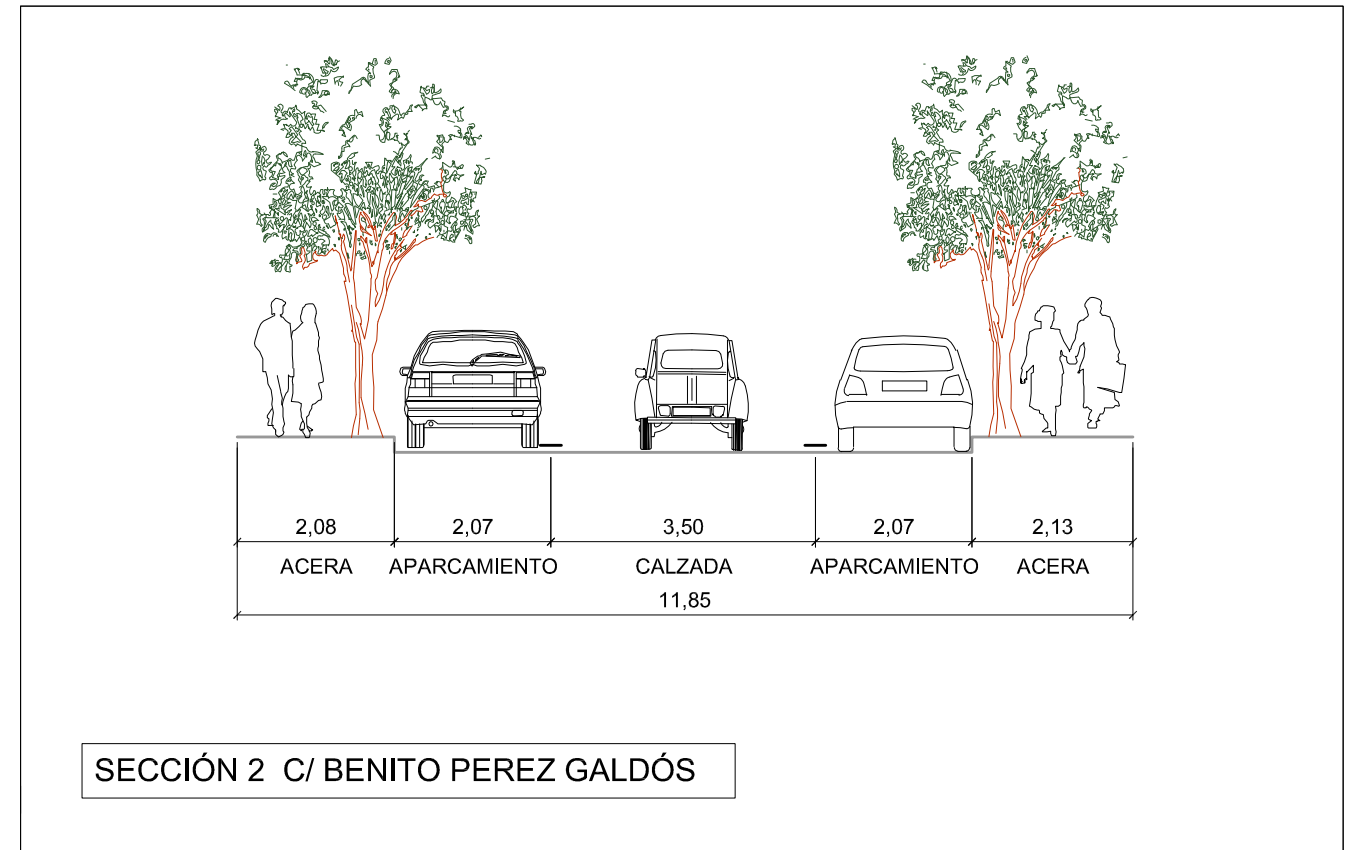 2,08 2,07 3,50 2,07 2,13
ACERA APARCAMIENTO CALZADA APARCAMIENTO ACERA
11,85
SECCIÓN 2 C/ BENITO PEREZ GALDÓS